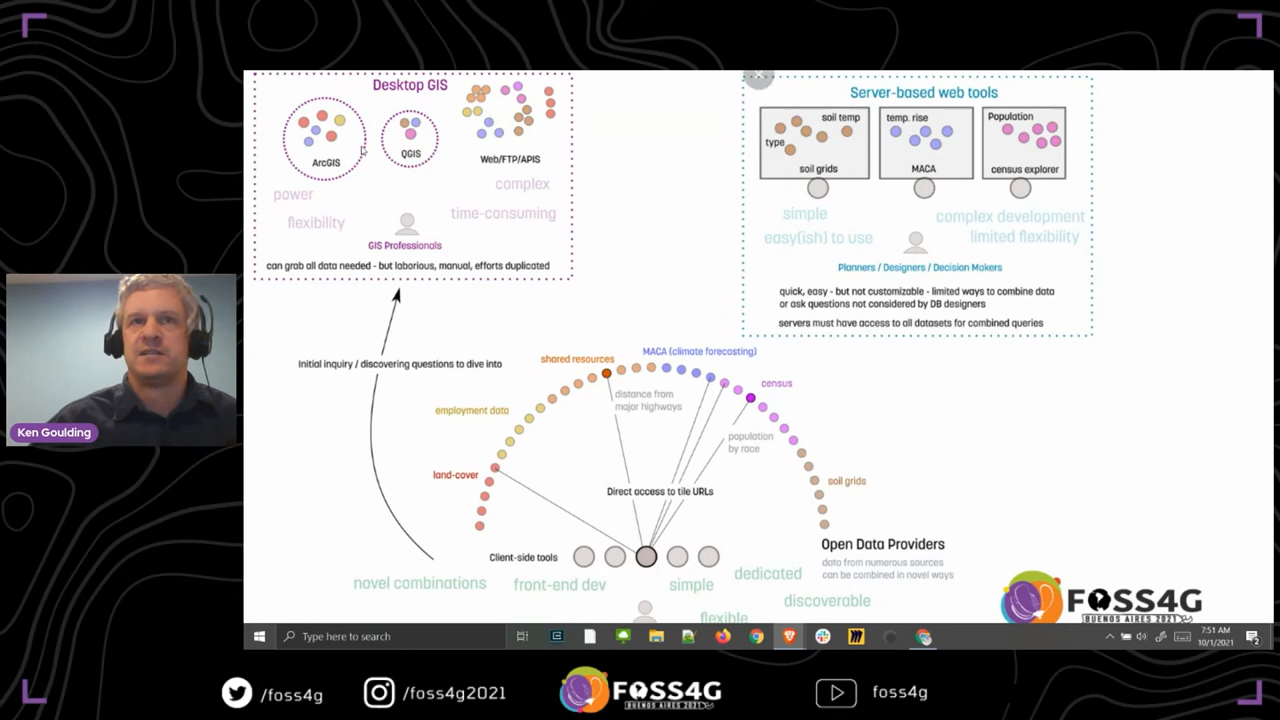 Desktop GIS
ArcGIS
QGIS
Web/FTP/APIS
power
flexibility
complex
time-consuming
GIS Professionals
can grab all data needed - but laborious, manual, efforts duplicated
Server-based web tools
type
soil temp
soil grids
temp. rise
MACA
Population
census explorer
simple
easy(ish) to use
complex development
limited flexibility
Planners / Designers / Decision Makers
quick, easy - but not customizable - limited ways to combine data
or ask questions not considered by DB designers
servers must have access to all datasets for combined queries
Initial inquiry / discovering questions to dive into
shared resources
MACA (climate forecasting)
census
employment data
distance from
major highways
population
by race
land-cover
soil grids
Direct access to tile URLs
Client-side tools
Open Data Providers
data from numerous sources
can be combined in novel ways
novel combinations
front-end dev
simple
dedicated
discoverable
flexible
Ken Goulding
FOSS4G
BUENOS AIRES 2021
Type here to search
7:51 AM
10/1/2021
2
/foss4g
/foss4g2021
FOSS4G
BUENOS AIRES 2021
foss4g